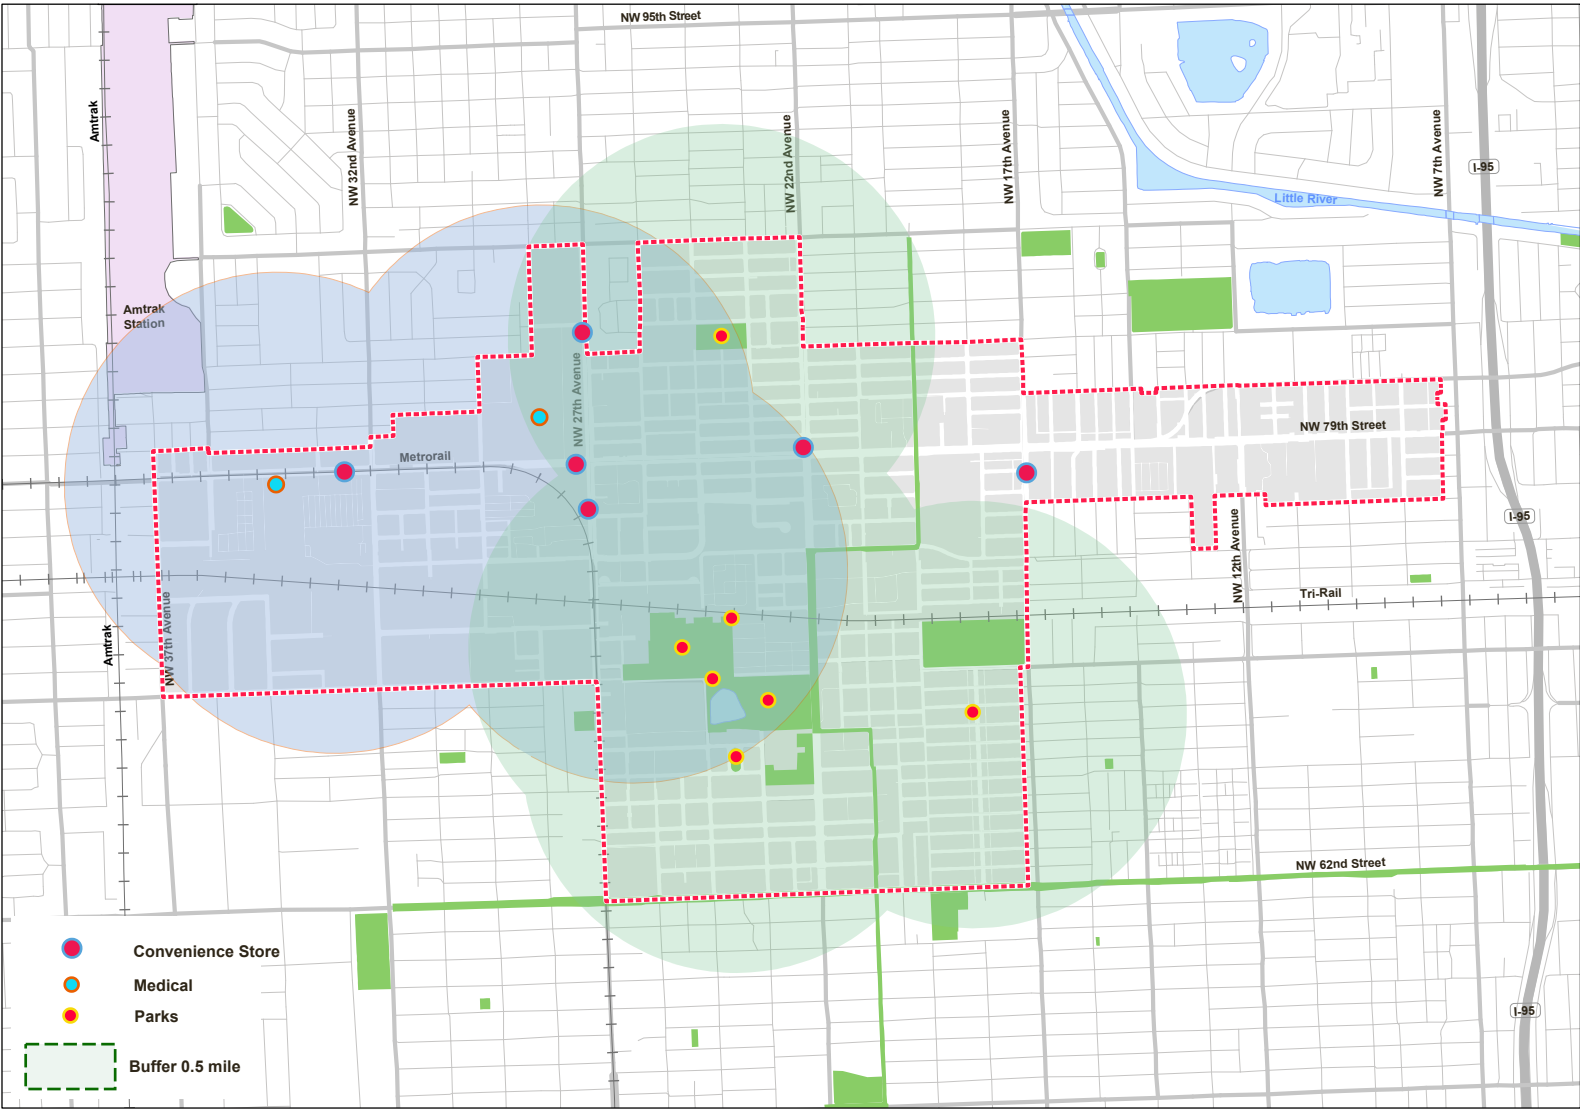 NW 95th Street
Amtrak
NW 32nd Avenue
NW 22nd Avenue
NW 17th Avenue
NW 7th Avenue
I-95
Little River
Amtrak
Station
NW 27th Avenue
NW 79th Street
Metrorail
I-95
NW 12th Avenue
Tri-Rail
NW 37th Avenue
Amtrak
NW 62nd Street
Convenience Store
Medical
Parks
I-95
Buffer 0.5 mile